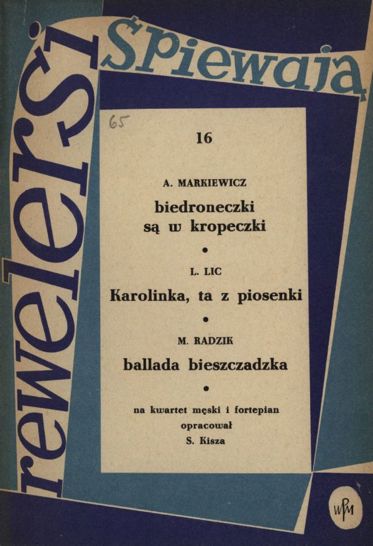 rewelersi
śpiewają
65
16
A. MARKIEWICZ
biedroneczki
są w kropeczki
•
L. LIC
Karolinka, ta z piosenki
•
M. RADZIK
ballada bieszczadzka
•
na kwartet męski i fortepian
opracował
S. Kisza
WPM